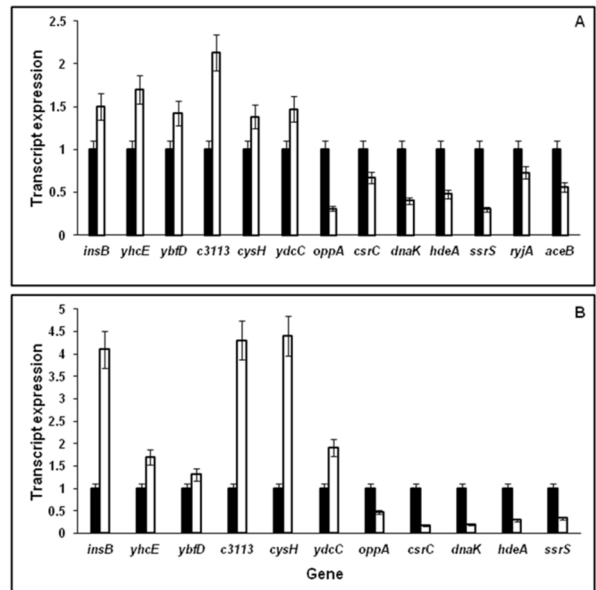 A
Transcript expression
2.5
2
1.5
1
0.5
0
insB yhcE ybfD c3113 cysH ydcC oppA csrC dnaK hdeA ssrS ryjA aceB
B
Transcript expression
5
4.5
4
3.5
3
2.5
2
1.5
1
0.5
0
insB yhcE ybfD c3113 cysH ydcC oppA csrC dnaK hdeA ssrS
Gene